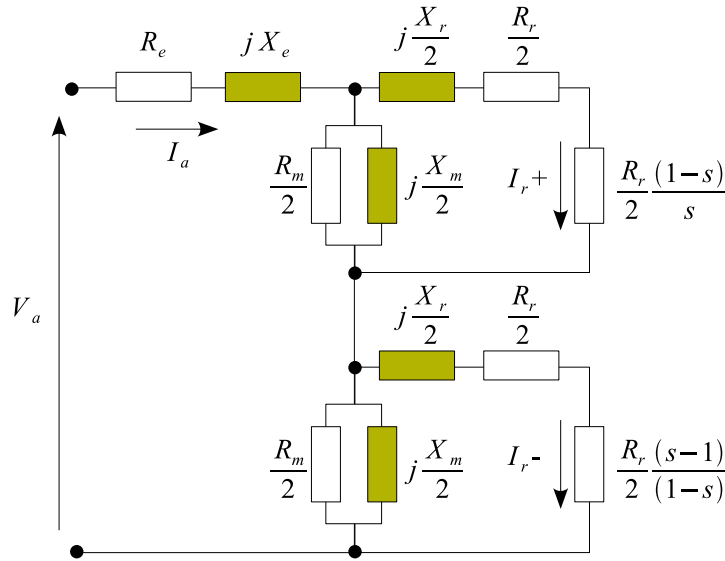 R_e
j X_e
j X_r/2
R_r/2
I_a
R_m/2
j X_m/2
I_r+
R_r/2 (1−s)/s
V_a
j X_r/2
R_r/2
R_m/2
j X_m/2
I_r-
R_r/2 (s−1)/(1−s)